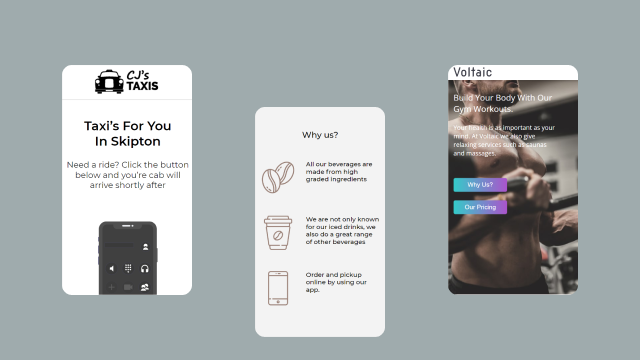 CJ's
TAXIS
Taxi's For You
In Skipton
Need a ride? Click the button
below and you're cab will
arrive shortly after
Why us?
All our beverages are
made from high
graded ingredients
We are not only known
for our iced drinks, we
also do a great range
of other beverages
Order and pickup
online by using our
app.
Voltaic
Build Your Body With Our
Gym Workouts.
Your health is as important as your
money. At Voltaic we also give
relaxing services such as saunas
and massages.
Why Us?
Our Pricing